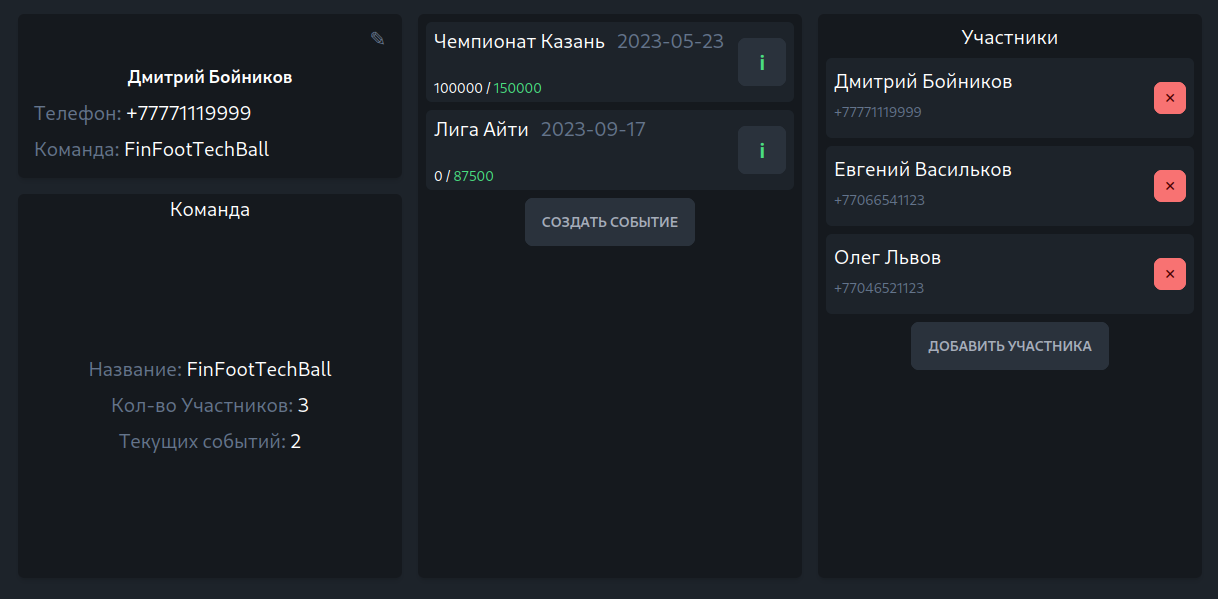 ✎
Дмитрий Бойников
Телефон: +77771119999
Команда: FinFootTechBall
Команда
Название: FinFootTechBall
Кол-во Участников: 3
Текущих событий: 2
Чемпионат Казань 2023-05-23
i
100000 / 150000
Лига Айти 2023-09-17
i
0 / 87500
СОЗДАТЬ СОБЫТИЕ
Участники
Дмитрий Бойников
+77771119999
✕
Евгений Васильков
+77066541123
✕
Олег Львов
+77046521123
✕
ДОБАВИТЬ УЧАСТНИКА